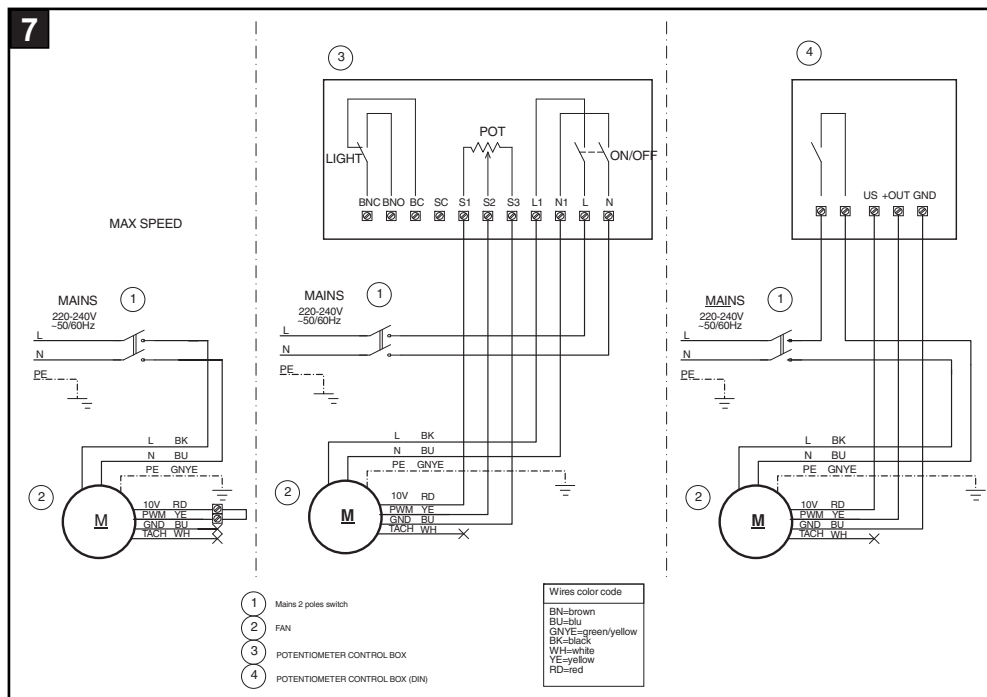 7
MAX SPEED
MAINS
220-240V
~50/60Hz
1
L
N
PE
L BK
N BU
PE GNYE
2
M
10V RD
PWM YE
GND BU
TACH WH
3
LIGHT
POT
ON/OFF
BNC BNO BC SC S1 S2 S3 L1 N1 L N
MAINS
220-240V
~50/60Hz
1
L
N
PE
L BK
N BU
PE GNYE
2
M
10V RD
PWM YE
GND BU
TACH WH
4
US +OUT GND
MAINS
220-240V
~50/60Hz
1
L
N
PE
L BK
N BU
PE GNYE
2
M
10V RD
PWM YE
GND BU
TACH WH
1 Mains 2 poles switch
2 FAN
3 POTENTIOMETER CONTROL BOX
4 POTENTIOMETER CONTROL BOX (DIN)
Wires color code
BN=brown
BU=blu
GNYE=green/yellow
BK=black
WH=white
YE=yellow
RD=red